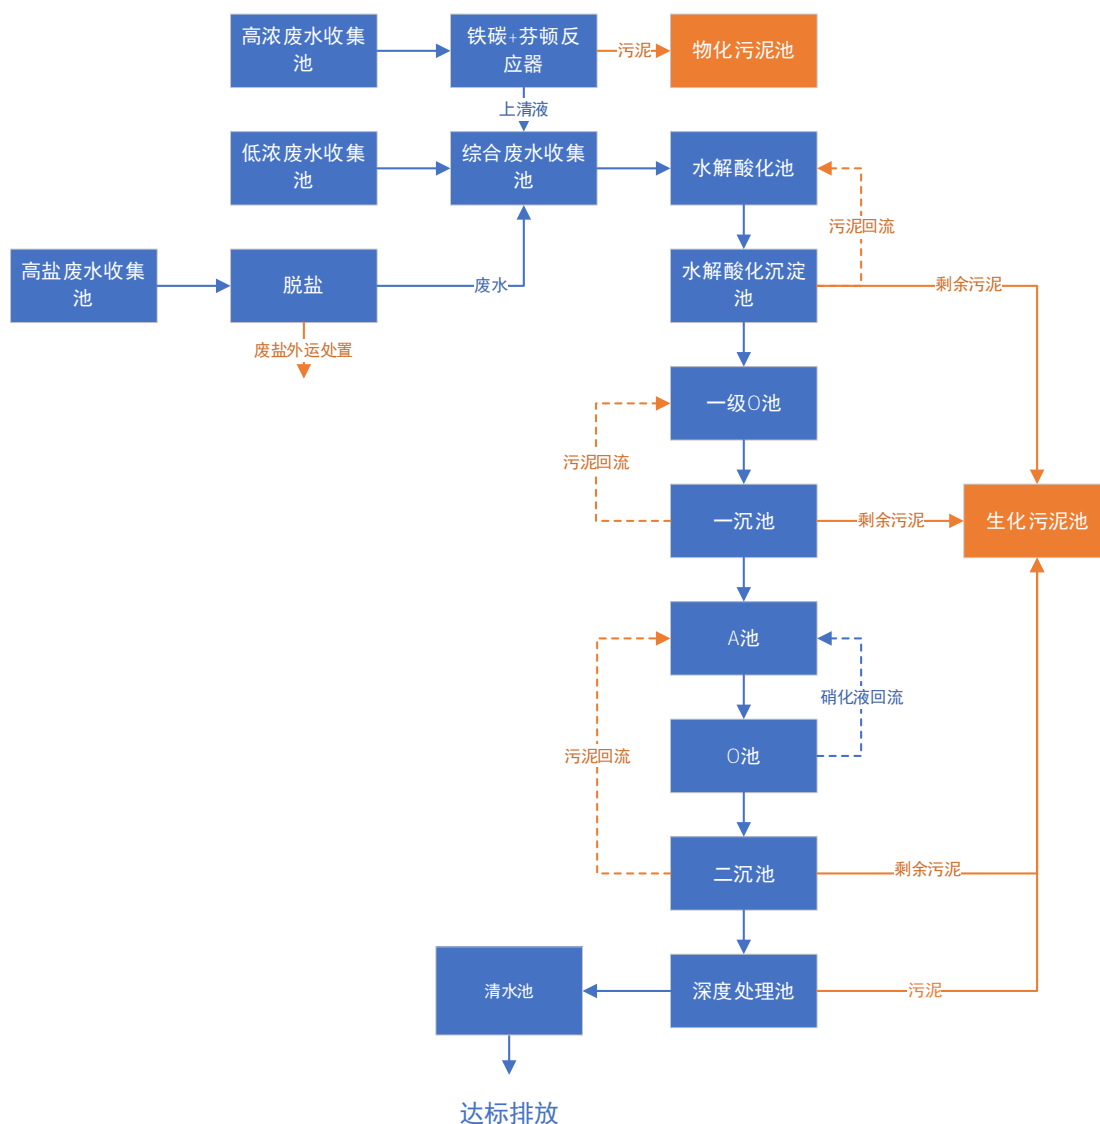 高浓废水收集
池
铁碳+芬顿反
应器
污泥
物化污泥池
上清液
低浓废水收集
池
综合废水收集
池
水解酸化池
污泥回流
高盐废水收集
池
脱盐
废水
水解酸化沉淀
池
剩余污泥
废盐外运处置
一级O池
污泥回流
一沉池
剩余污泥
生化污泥池
A池
硝化液回流
污泥回流
O池
二沉池
剩余污泥
清水池
深度处理池
污泥
达标排放